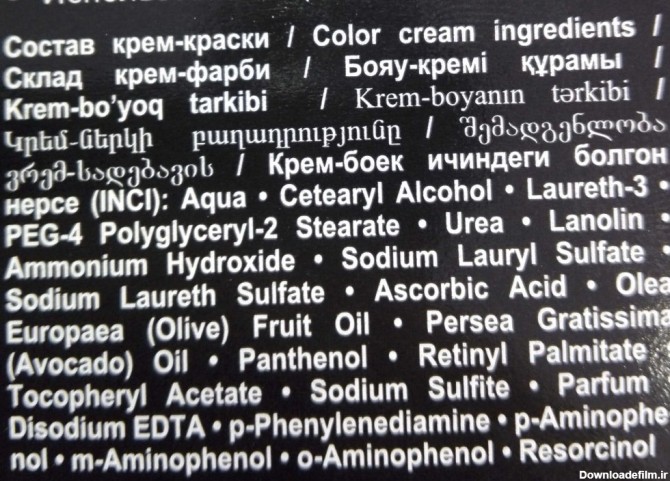 Состав крем-краски / Color cream ingredients /
Склад крем-фарби / Бояу-кремі құрамы /
Krem-bo’yoq tarkibi / Krem-boyanın tərkibi /
Կրեմ-ներկի բաղադրությունը / შემადგენლობა
კრემ-საღებავის / Крем-боек ичиндеги болгон
нерсе (INCI): Aqua • Cetearyl Alcohol • Laureth-3 •
PEG-4 Polyglyceryl-2 Stearate • Urea • Lanolin •
Ammonium Hydroxide • Sodium Lauryl Sulfate •
Sodium Laureth Sulfate • Ascorbic Acid • Olea
Europaea (Olive) Fruit Oil • Persea Gratissima
(Avocado) Oil • Panthenol • Retinyl Palmitate
Tocopheryl Acetate • Sodium Sulfite • Parfum
Disodium EDTA • p-Phenylenediamine • p-Aminophe
nol • m-Aminophenol • o-Aminophenol • Resorcinol
Downloadefilm.ir